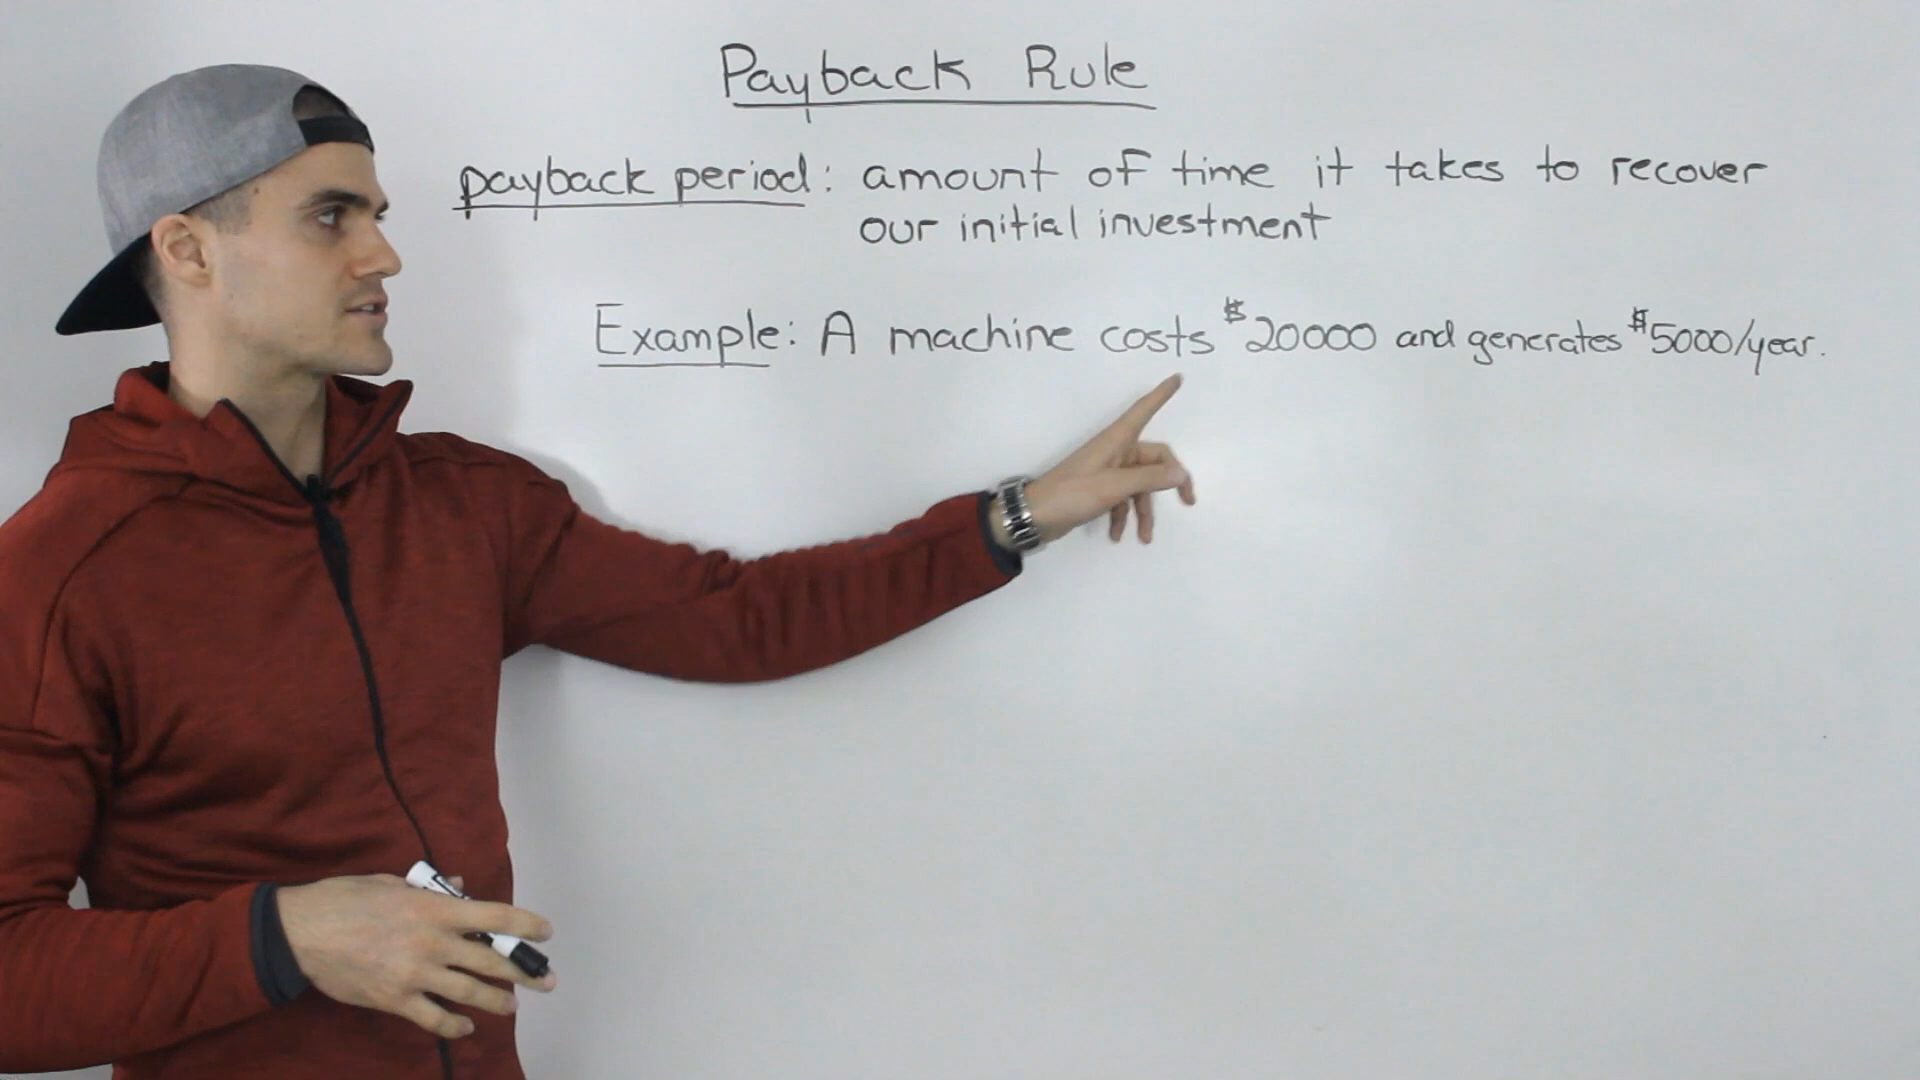 Payback Rule
payback period: amount of time it takes to recover
our initial investment
Example: A machine costs $20000 and generates $5000/year.